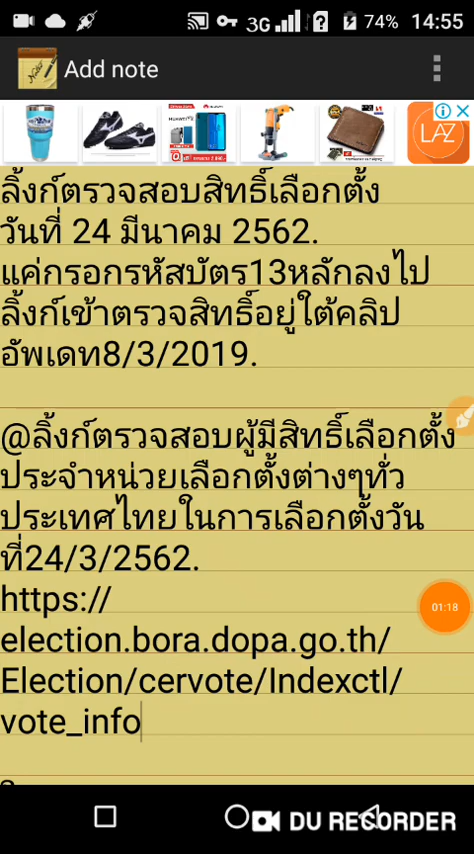 3G
74%
14:55
Add note
LAZ
ลิ้งก์ตรวจสอบสิทธิ์เลือกตั้ง
วันที่ 24 มีนาคม 2562.
แค่กรอกรหัสบัตร13หลักลงไป
ลิ้งก์เข้าตรวจสิทธิ์อยู่ใต้คลิป
อัพเดท8/3/2019.
@ลิ้งก์ตรวจสอบผู้มีสิทธิ์เลือกตั้ง
ประจำหน่วยเลือกตั้งต่างๆทั่ว
ประเทศไทยในการเลือกตั้งวัน
ที่24/3/2562.
https://
election.bora.dopa.go.th/
Election/cervote/Indexctl/
vote_info
01:18
DU RECORDER